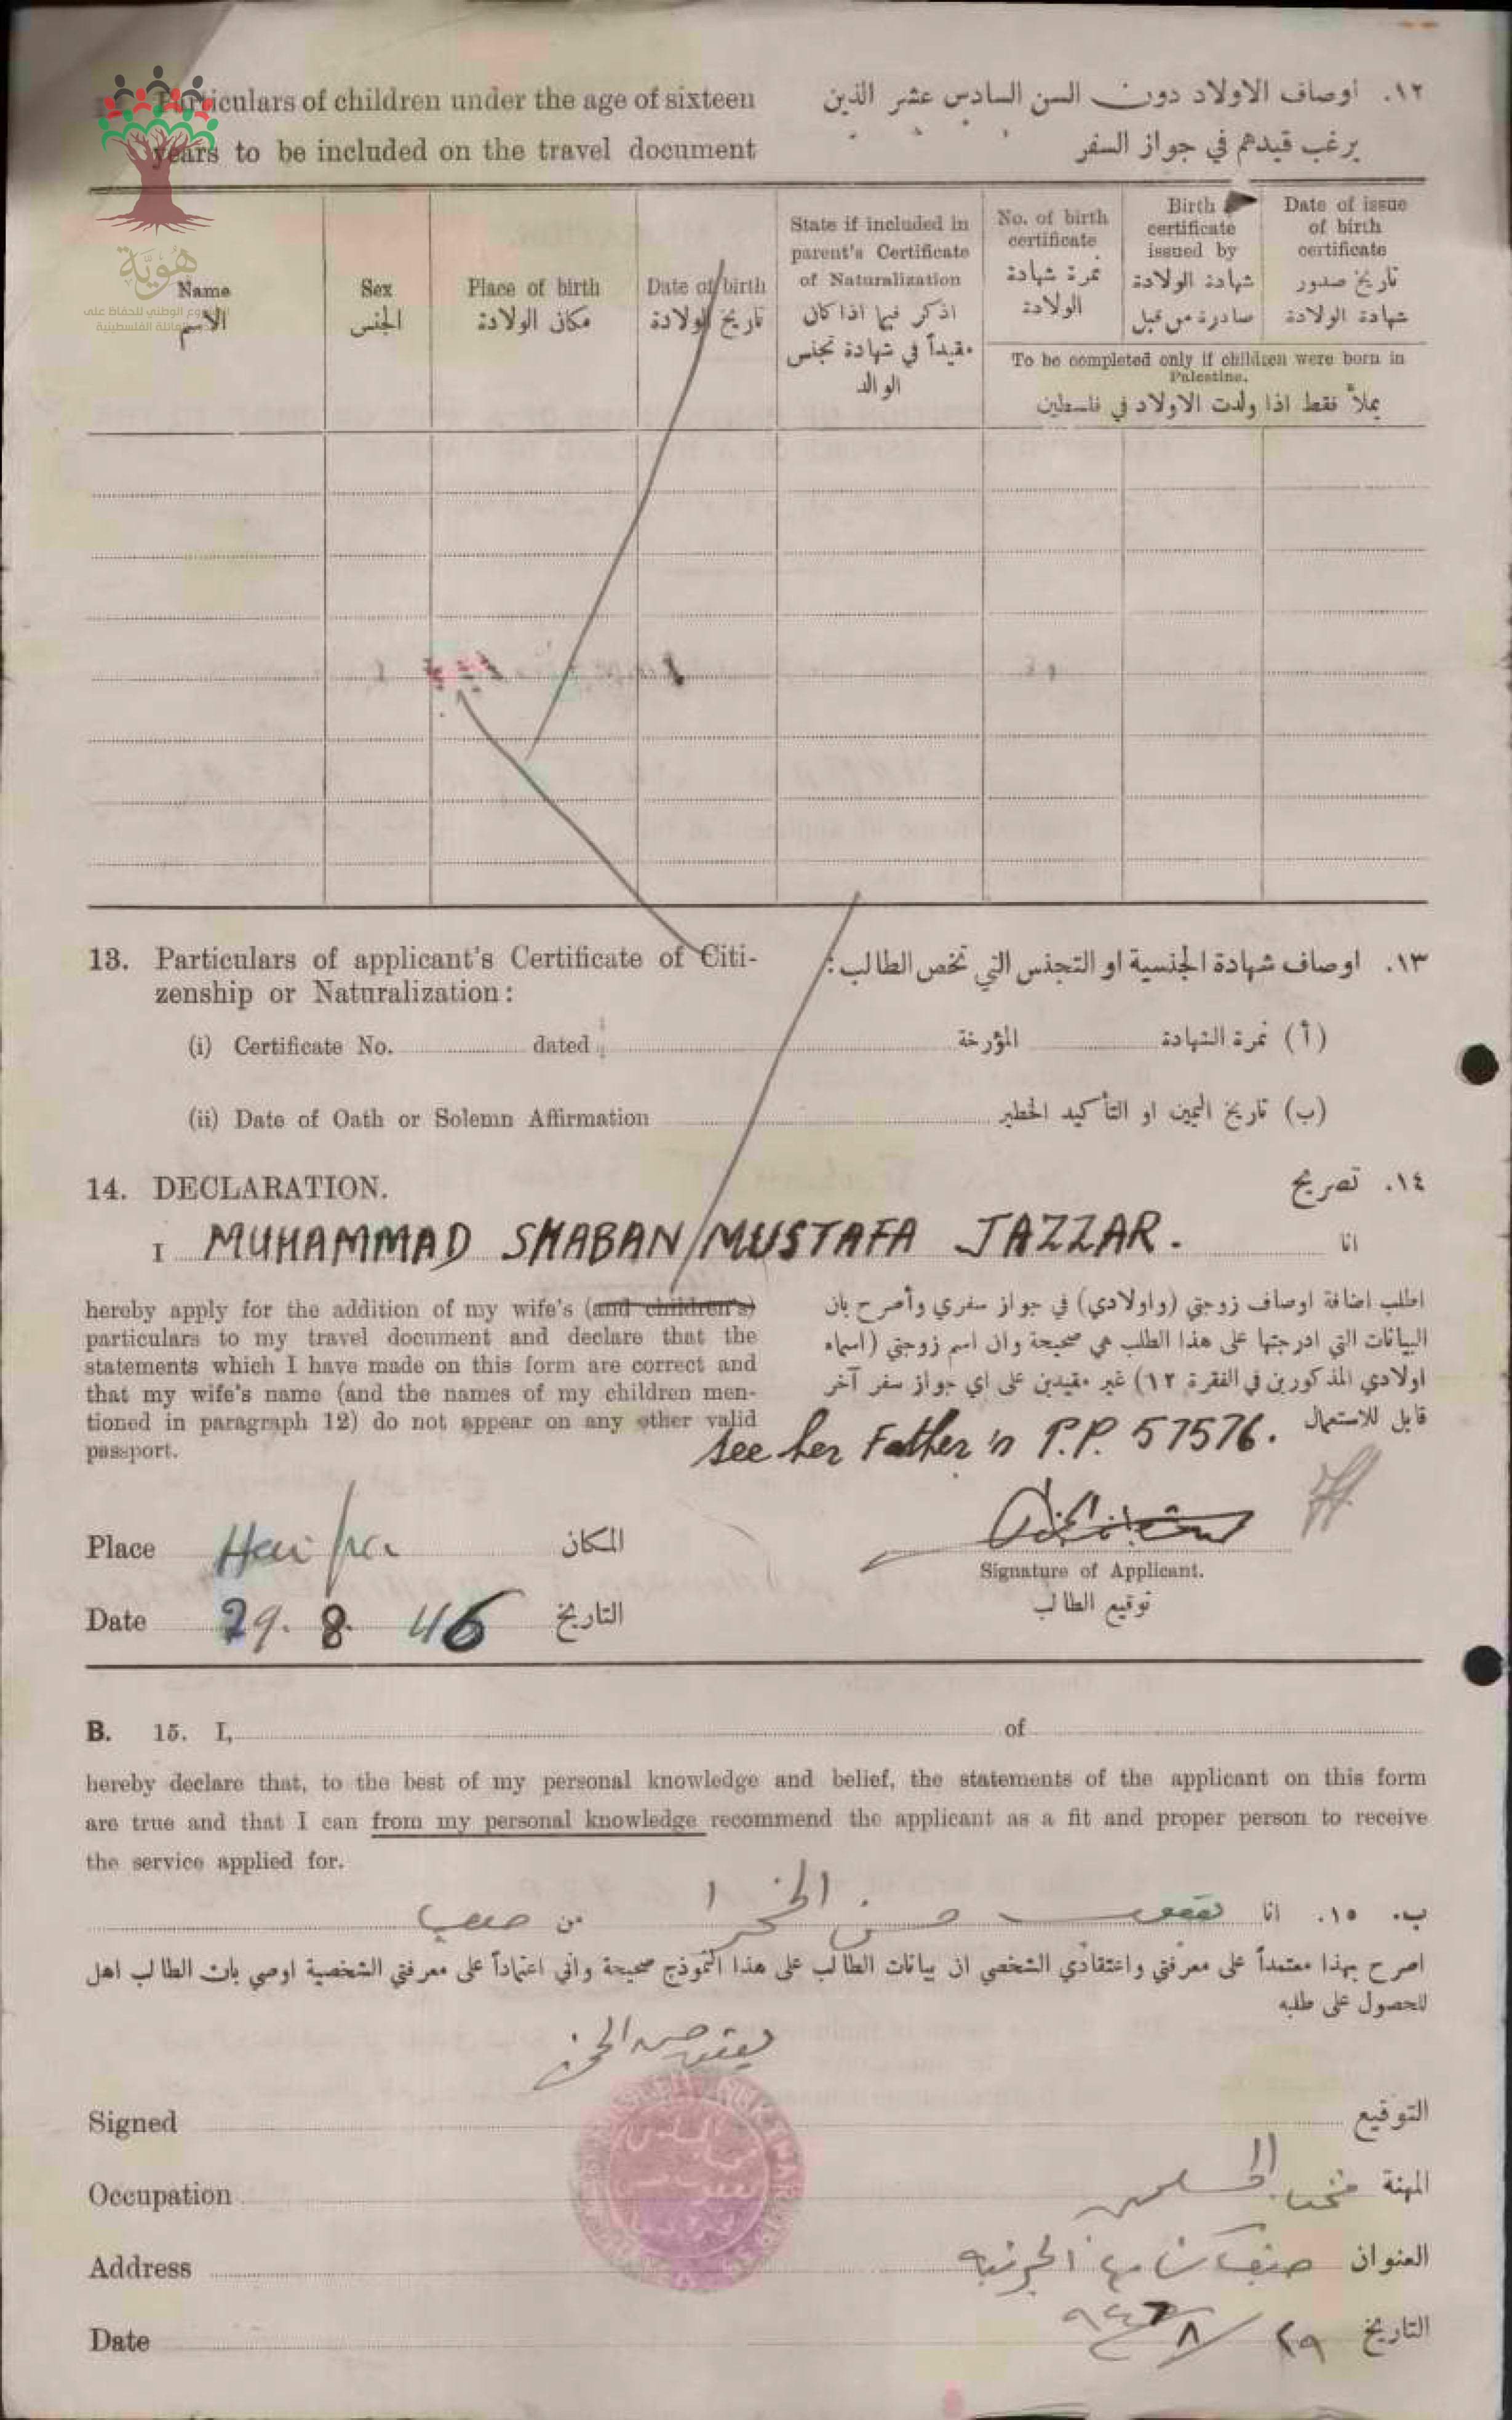 Particulars of children under the age of sixteen
years to be included on the travel document
١٢. اوصاف الاولاد دون السن السادس عشر الذين
يرغب قيدهم في جواز السفر
هُوِيَّة
Name
الاسم
Sex
الجنس
Place of birth
مكان الولادة
Date of birth
تاريخ الولادة
State if included in
parent's Certificate
of Naturalization
اذكر فيما اذا كان
مقيداً في شهادة تجنس
الوالد
No. of birth
certificate
نمرة شهادة
الولادة
Birth
certificate
issued by
شهادة الولادة
صادرة من قبل
Date of issue
of birth
certificate
تاريخ صدور
شهادة الولادة
To be completed only if children were born in
Palestine.
يملأ فقط اذا ولدت الاولاد في فلسطين
13. Particulars of applicant's Certificate of Citi-
zenship or Naturalization:
١٣. اوصاف شهادة الجنسية او التجنس التي تخص الطالب:
(i) Certificate No. dated
(أ) نمرة الشهادة المؤرخة
(ii) Date of Oath or Solemn Affirmation
(ب) تاريخ اليمين او التأكيد الخطير
14. DECLARATION.
١٤. تصريح
I MUHAMMAD SHABAN MUSTAFA JAZZAR.
انا
hereby apply for the addition of my wife's (and children's)
particulars to my travel document and declare that the
statements which I have made on this form are correct and
that my wife's name (and the names of my children men-
tioned in paragraph 12) do not appear on any other valid
passport.
اطلب اضافة اوصاف زوجتي (واولادي) في جواز سفري وأصرح بان
البيانات التي ادرجتها على هذا الطلب هي صحيحة وان اسم زوجتي (اسماء
اولادي المذكورين في الفقرة ١٢) غير مقيدين على اي جواز سفر آخر
قابل للاستعمال
see her Father's P.P. 57576.
Place Haifa المكان
Signature of Applicant.
توقيع الطالب
Date 29. 8. 46 التاريخ
B. 15. I, of
hereby declare that, to the best of my personal knowledge and belief, the statements of the applicant on this form
are true and that I can from my personal knowledge recommend the applicant as a fit and proper person to receive
the service applied for.
ب. ١٥. انا حسن من
اصرح بهذا معتمداً على معرفتي واعتقادي الشخصي ان بيانات الطالب على هذا النموذج صحيحة واني اعتماداً على معرفتي الشخصية اوصي بان الطالب اهل
للحصول على طلبه
Signed التوقيع
Occupation المهنة
Address العنوان
Date التاريخ ٢٩/٨/٩٤٦